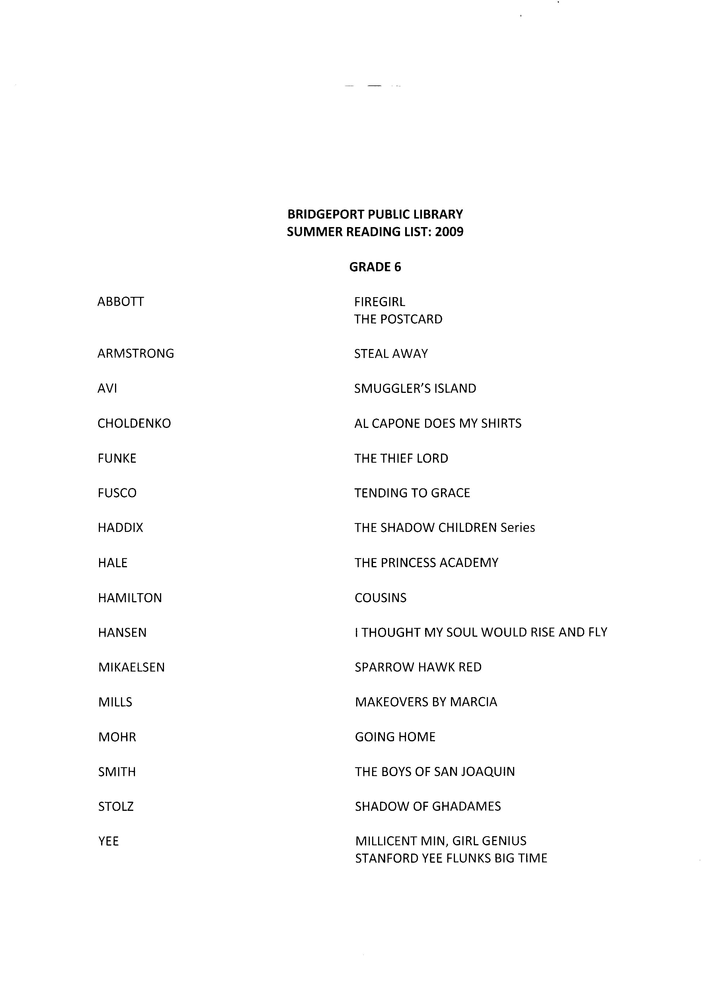 BRIDGEPORT PUBLIC LIBRARY
SUMMER READING LIST: 2009
GRADE 6
ABBOTT FIREGIRL
THE POSTCARD
ARMSTRONG STEAL AWAY
AVI SMUGGLER'S ISLAND
CHOLDENKO AL CAPONE DOES MY SHIRTS
FUNKE THE THIEF LORD
FUSCO TENDING TO GRACE
HADDIX THE SHADOW CHILDREN Series
HALE THE PRINCESS ACADEMY
HAMILTON COUSINS
HANSEN I THOUGHT MY SOUL WOULD RISE AND FLY
MIKAELSEN SPARROW HAWK RED
MILLS MAKEOVERS BY MARCIA
MOHR GOING HOME
SMITH THE BOYS OF SAN JOAQUIN
STOLZ SHADOW OF GHADAMES
YEE MILLICENT MIN, GIRL GENIUS
STANFORD YEE FLUNKS BIG TIME